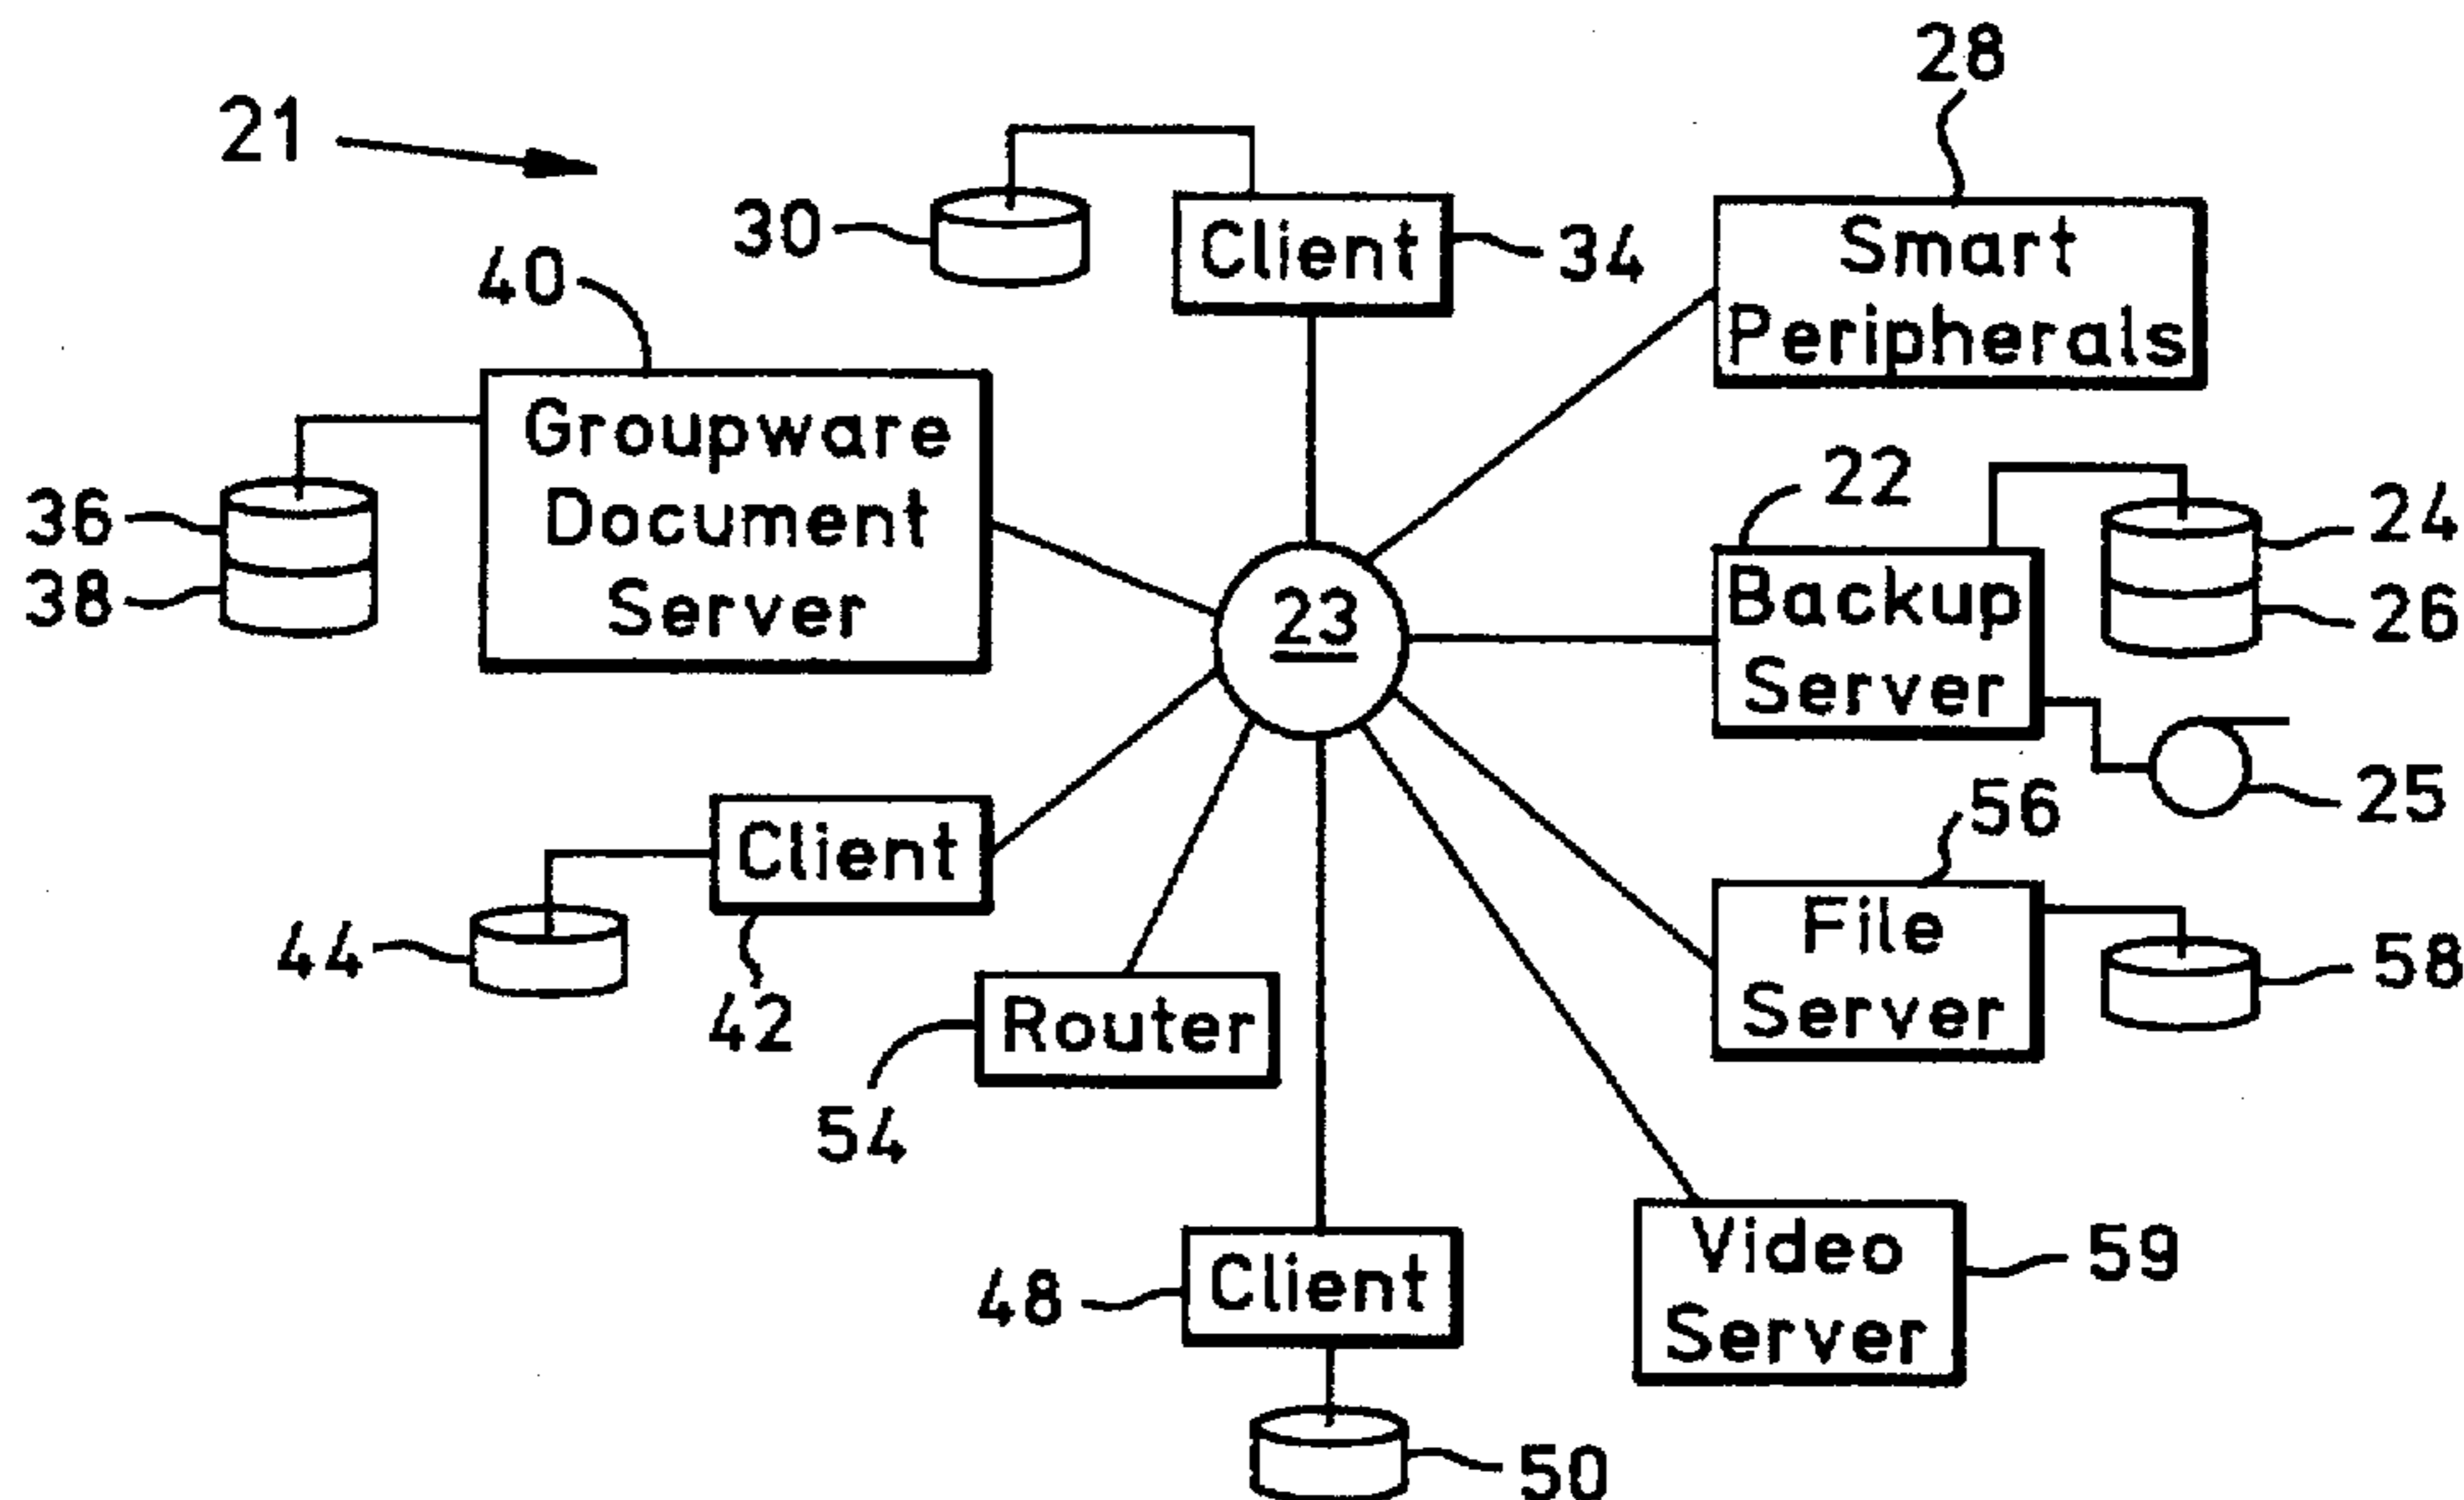 28
21
30
Client
34
Smart
Peripherals
40
Groupware
Document
Server
36
38
22
24
26
Backup
Server
23
25
56
Client
44
42
File
Server
58
Router
54
Video
Server
59
48
Client
50